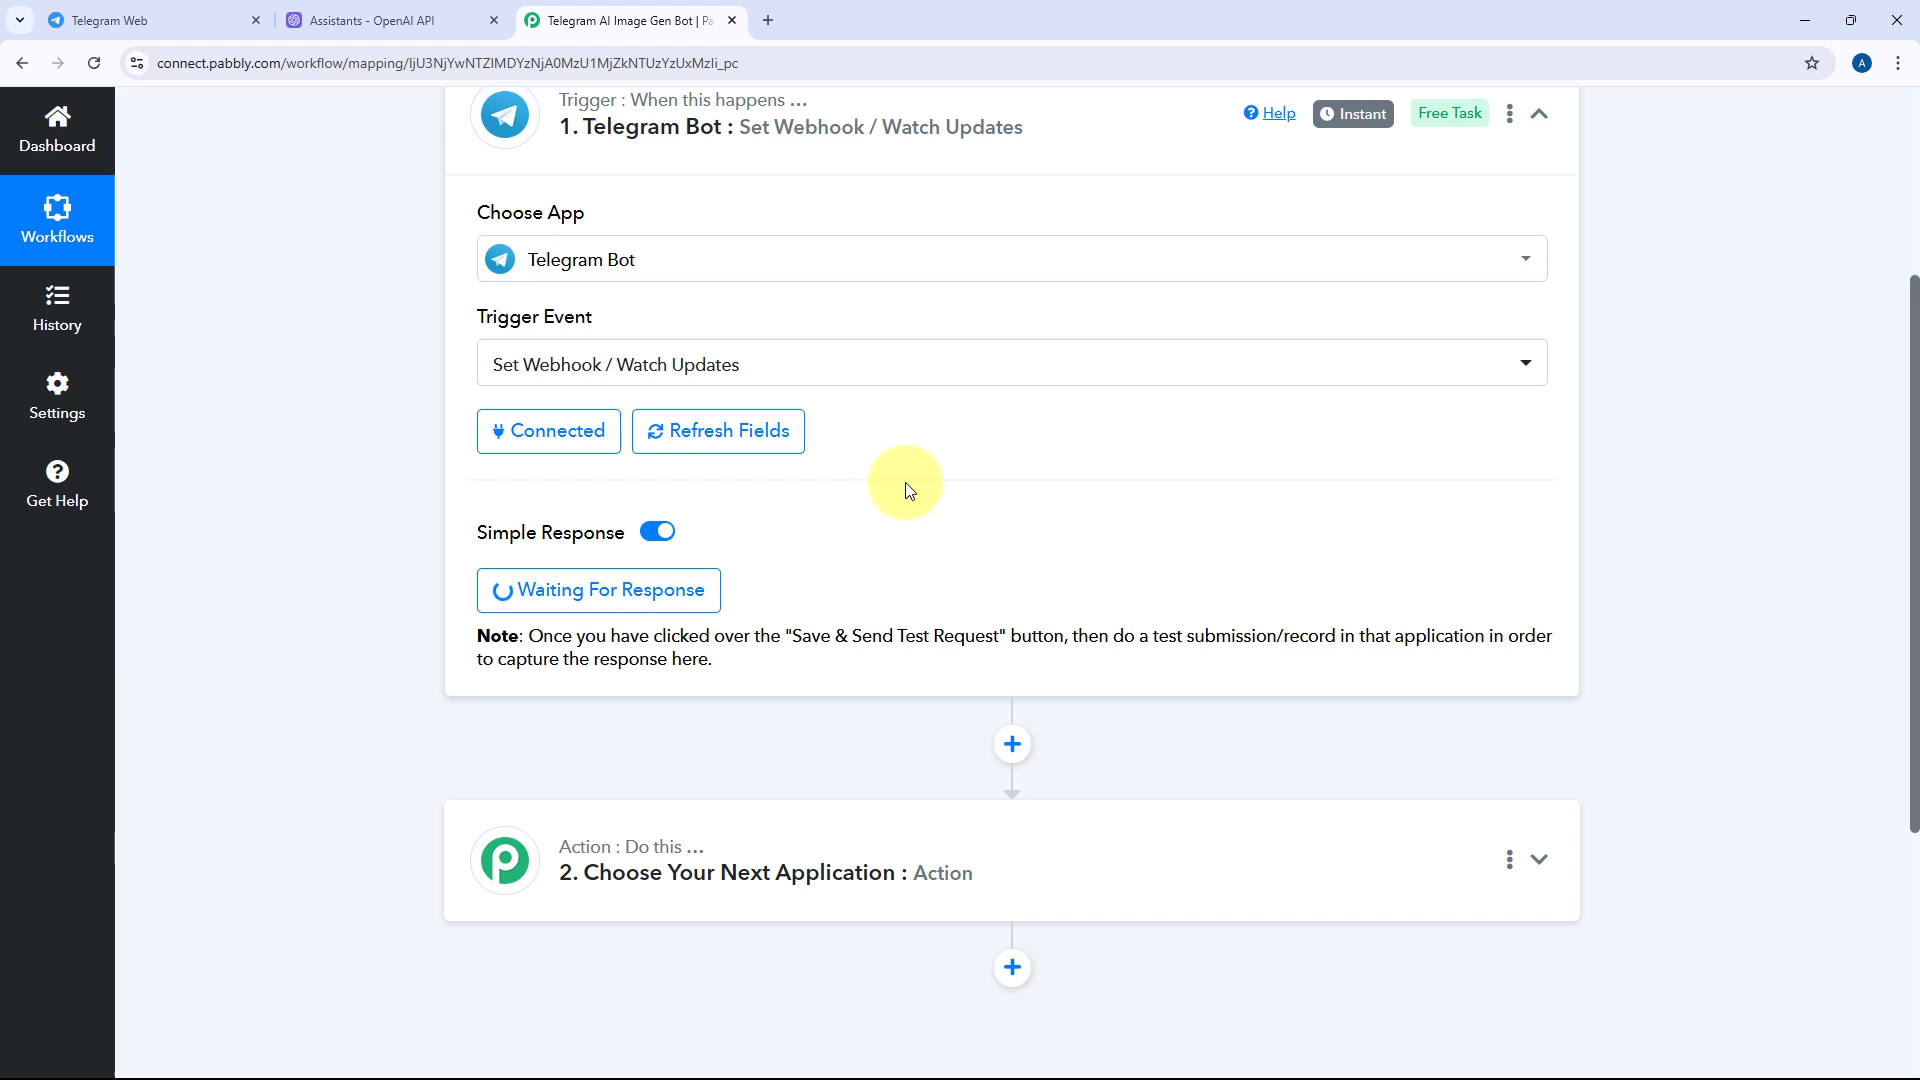 Telegram Web
Assistants - OpenAI API
Telegram AI Image Gen Bot | Pa
connect.pabbly.com/workflow/mapping/IjU3NjYwNTZlMDYzNjA0MzU1MjZkNTUzYzUxMzIi_pc
A
Dashboard
Workflows
History
Settings
Get Help
Trigger : When this happens ...
1. Telegram Bot : Set Webhook / Watch Updates
Help
Instant
Free Task
Choose App
Telegram Bot
Trigger Event
Set Webhook / Watch Updates
Connected
Refresh Fields
Simple Response
Waiting For Response
Note: Once you have clicked over the "Save & Send Test Request" button, then do a test submission/record in that application in order
to capture the response here.
Action : Do this ...
2. Choose Your Next Application : Action